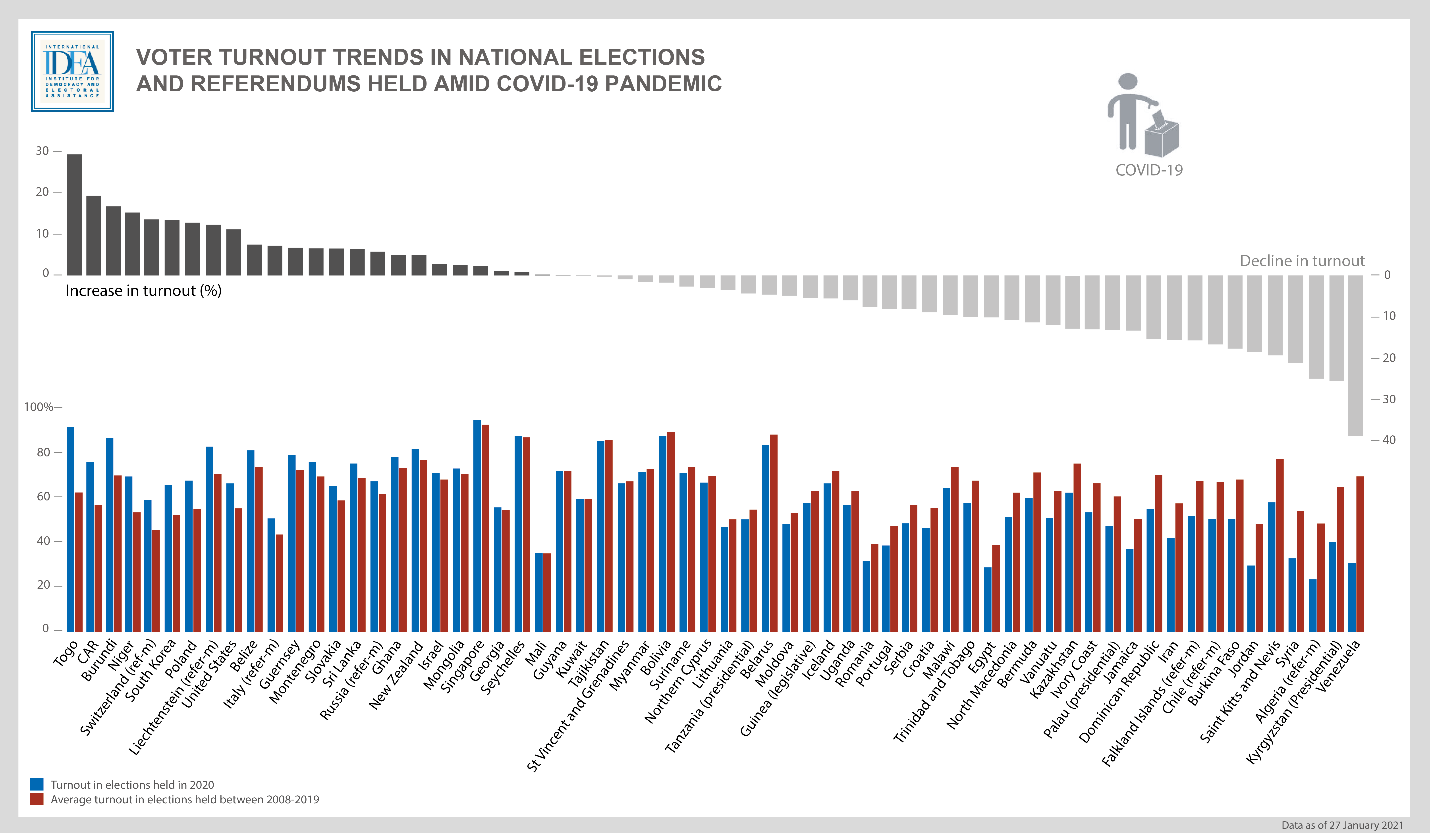 INTERNATIONAL
IDEA
INSTITUTE FOR
DEMOCRACY AND
ELECTORAL
ASSISTANCE
VOTER TURNOUT TRENDS IN NATIONAL ELECTIONS
AND REFERENDUMS HELD AMID COVID-19 PANDEMIC
COVID-19
30
20
10
0
Increase in turnout (%)
Decline in turnout
0
10
20
30
40
100%
80
60
40
20
0
Togo
CAR
Burundi
Niger
Switzerland (ref-m)
South Korea
Poland
Liechtenstein (refer-m)
United States
Belize
Italy (refer-m)
Guernsey
Montenegro
Slovakia
Sri Lanka
Russia (refer-m)
Ghana
New Zealand
Israel
Mongolia
Singapore
Georgia
Seychelles
Mali
Guyana
Kuwait
Tajikistan
St Vincent and Grenadines
Myanmar
Bolivia
Suriname
Northern Cyprus
Lithuania
Tanzania (presidential)
Belarus
Moldova
Guinea (legislative)
Iceland
Uganda
Romania
Portugal
Serbia
Croatia
Malawi
Trinidad and Tobago
Egypt
North Macedonia
Bermuda
Vanuatu
Kazakhstan
Ivory Coast
Palau (presidential)
Jamaica
Dominican Republic
Iran
Falkland Islands (refer-m)
Chile (refer-m)
Burkina Faso
Jordan
Saint Kitts and Nevis
Syria
Algeria (refer-m)
Kyrgyzstan (Presidential)
Venezuela
Turnout in elections held in 2020
Average turnout in elections held between 2008-2019
Data as of 27 January 2021